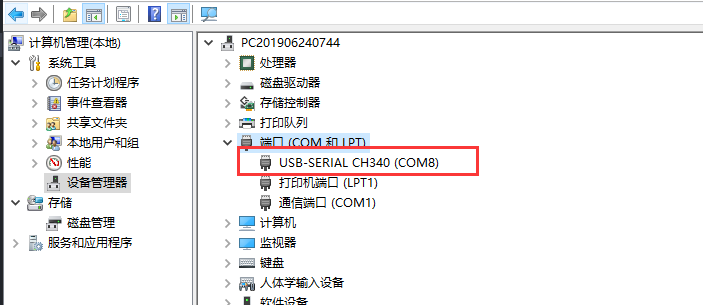 计算机管理(本地)
系统工具
任务计划程序
事件查看器
共享文件夹
本地用户和组
性能
设备管理器
存储
磁盘管理
服务和应用程序
PC201906240744
处理器
磁盘驱动器
存储控制器
打印队列
端口 (COM 和 LPT)
USB-SERIAL CH340 (COM8)
打印机端口 (LPT1)
通信端口 (COM1)
计算机
监视器
键盘
人体学输入设备
软件设备